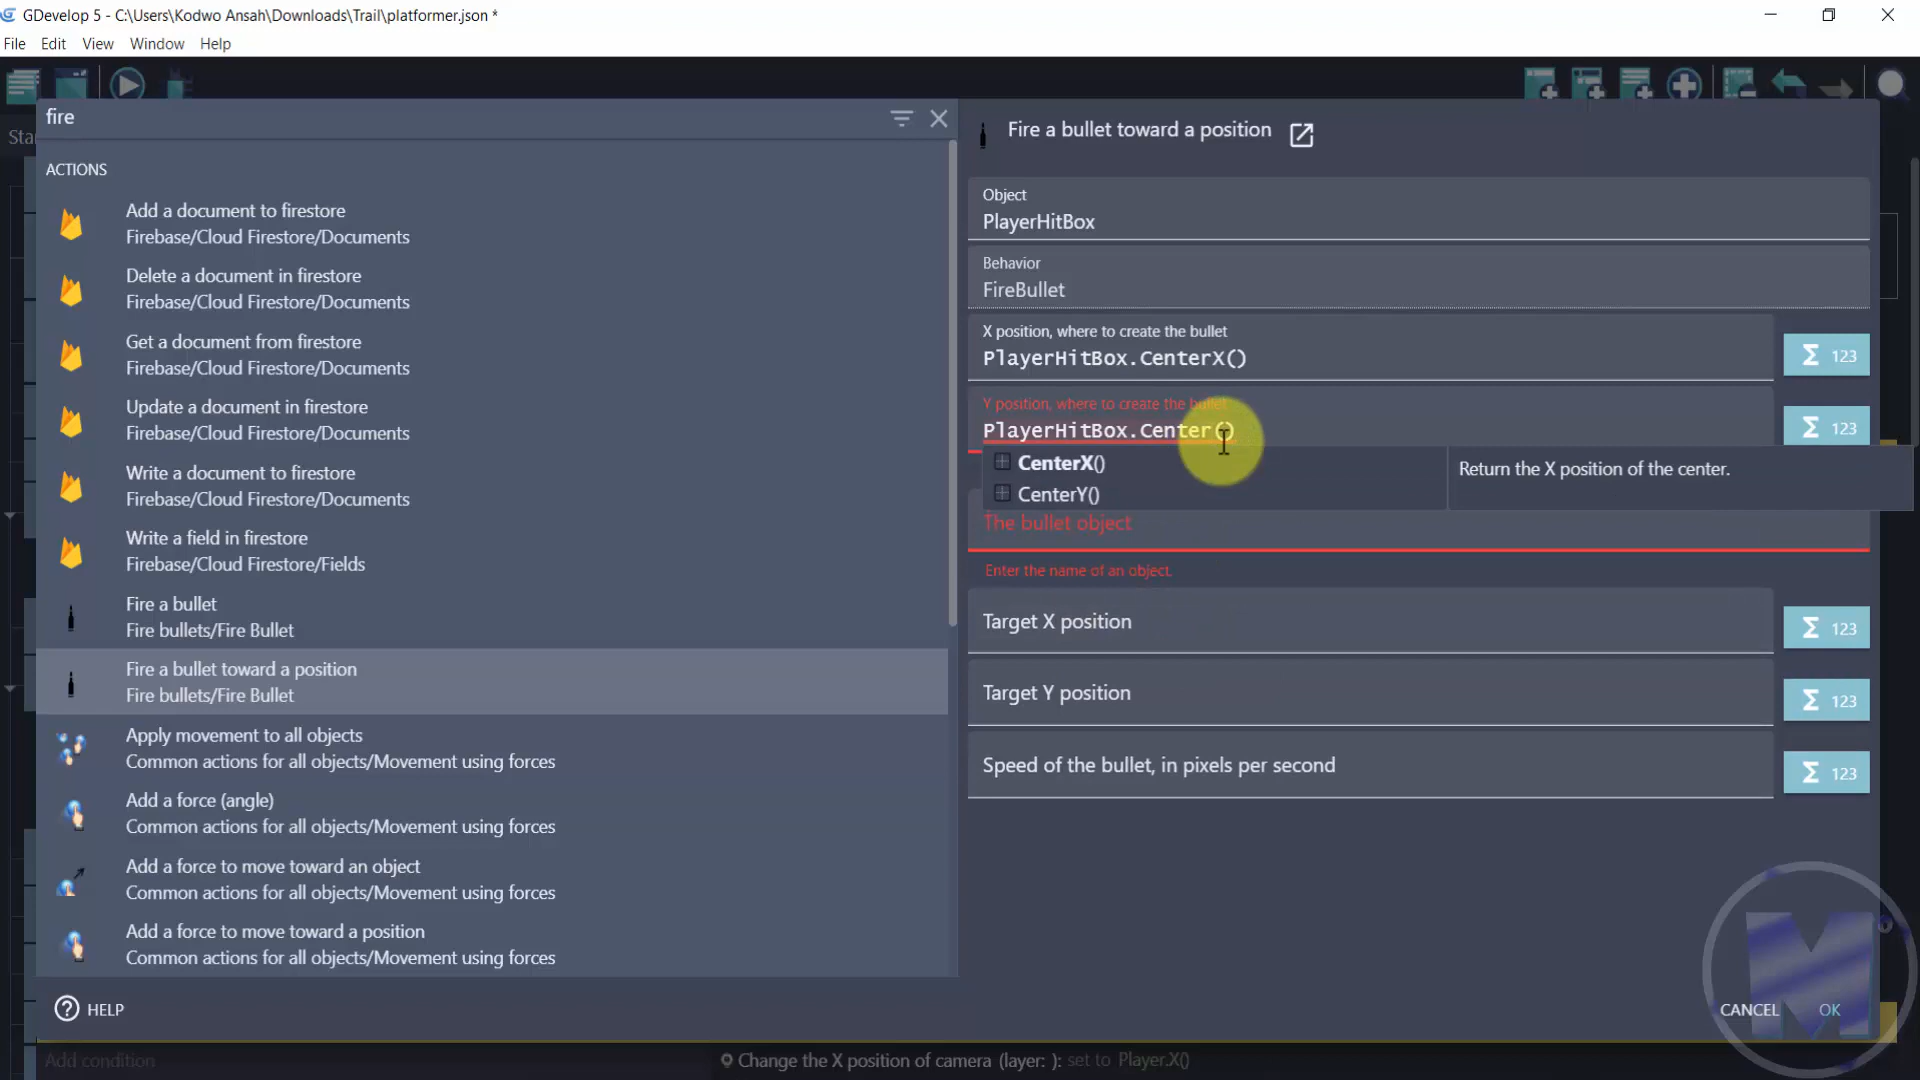 GDevelop 5 - C:\Users\Kodwo Ansah\Downloads\Trail\platformer.json *
File Edit View Window Help
Sta
fire
ACTIONS
Add a document to firestore
Firebase/Cloud Firestore/Documents
Delete a document in firestore
Firebase/Cloud Firestore/Documents
Get a document from firestore
Firebase/Cloud Firestore/Documents
Update a document in firestore
Firebase/Cloud Firestore/Documents
Write a document to firestore
Firebase/Cloud Firestore/Documents
Write a field in firestore
Firebase/Cloud Firestore/Fields
Fire a bullet
Fire bullets/Fire Bullet
Fire a bullet toward a position
Fire bullets/Fire Bullet
Apply movement to all objects
Common actions for all objects/Movement using forces
Add a force (angle)
Common actions for all objects/Movement using forces
Add a force to move toward an object
Common actions for all objects/Movement using forces
Add a force to move toward a position
Common actions for all objects/Movement using forces
HELP
Fire a bullet toward a position
Object
PlayerHitBox
Behavior
FireBullet
X position, where to create the bullet
PlayerHitBox.CenterX()
Σ 123
Y position, where to create the bullet
PlayerHitBox.Center()
Σ 123
CenterX()
CenterY()
Return the X position of the center.
The bullet object
Enter the name of an object.
Target X position
Σ 123
Target Y position
Σ 123
Speed of the bullet, in pixels per second
Σ 123
CANCEL OK
M
Add condition
Change the X position of camera (layer: ): set to Player.X()